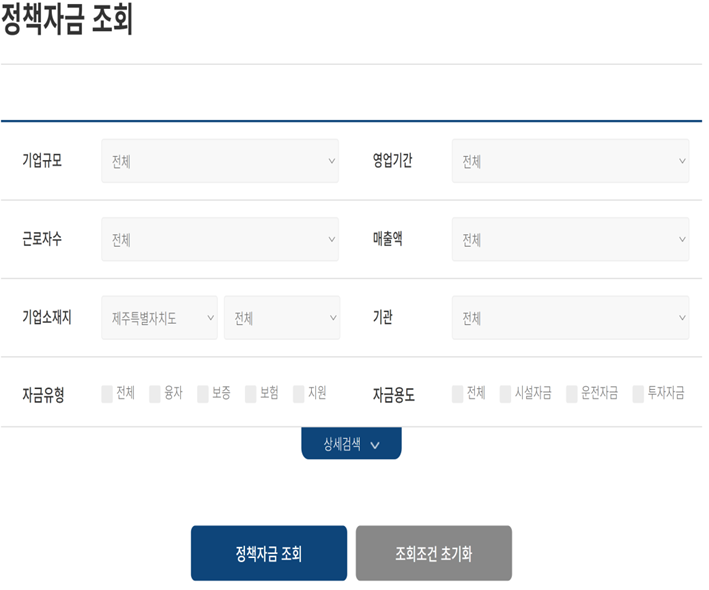 정책자금 조회
기업규모 전체 영업기간 전체
근로자수 전체 매출액 전체
기업소재지 제주특별자치도 전체 기관 전체
자금유형 전체 융자 보증 보험 지원 자금용도 전체 시설자금 운전자금 투자자금
상세검색
정책자금 조회 조회조건 초기화